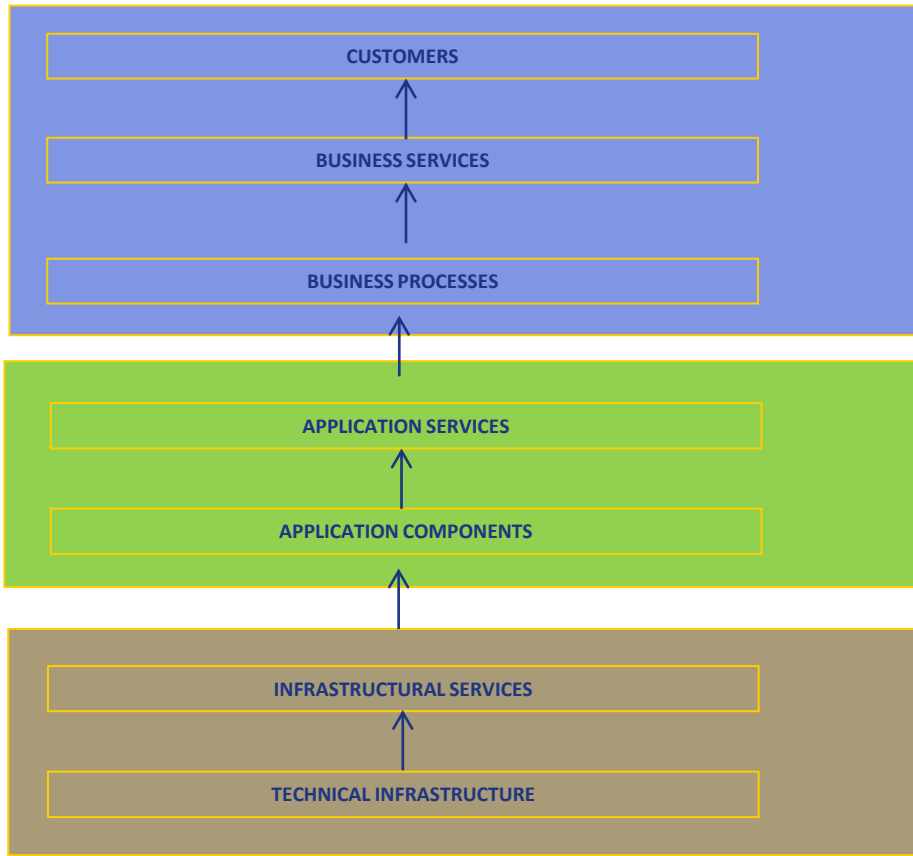 CUSTOMERS
BUSINESS SERVICES
BUSINESS PROCESSES
APPLICATION SERVICES
APPLICATION COMPONENTS
INFRASTRUCTURAL SERVICES
TECHNICAL INFRASTRUCTURE